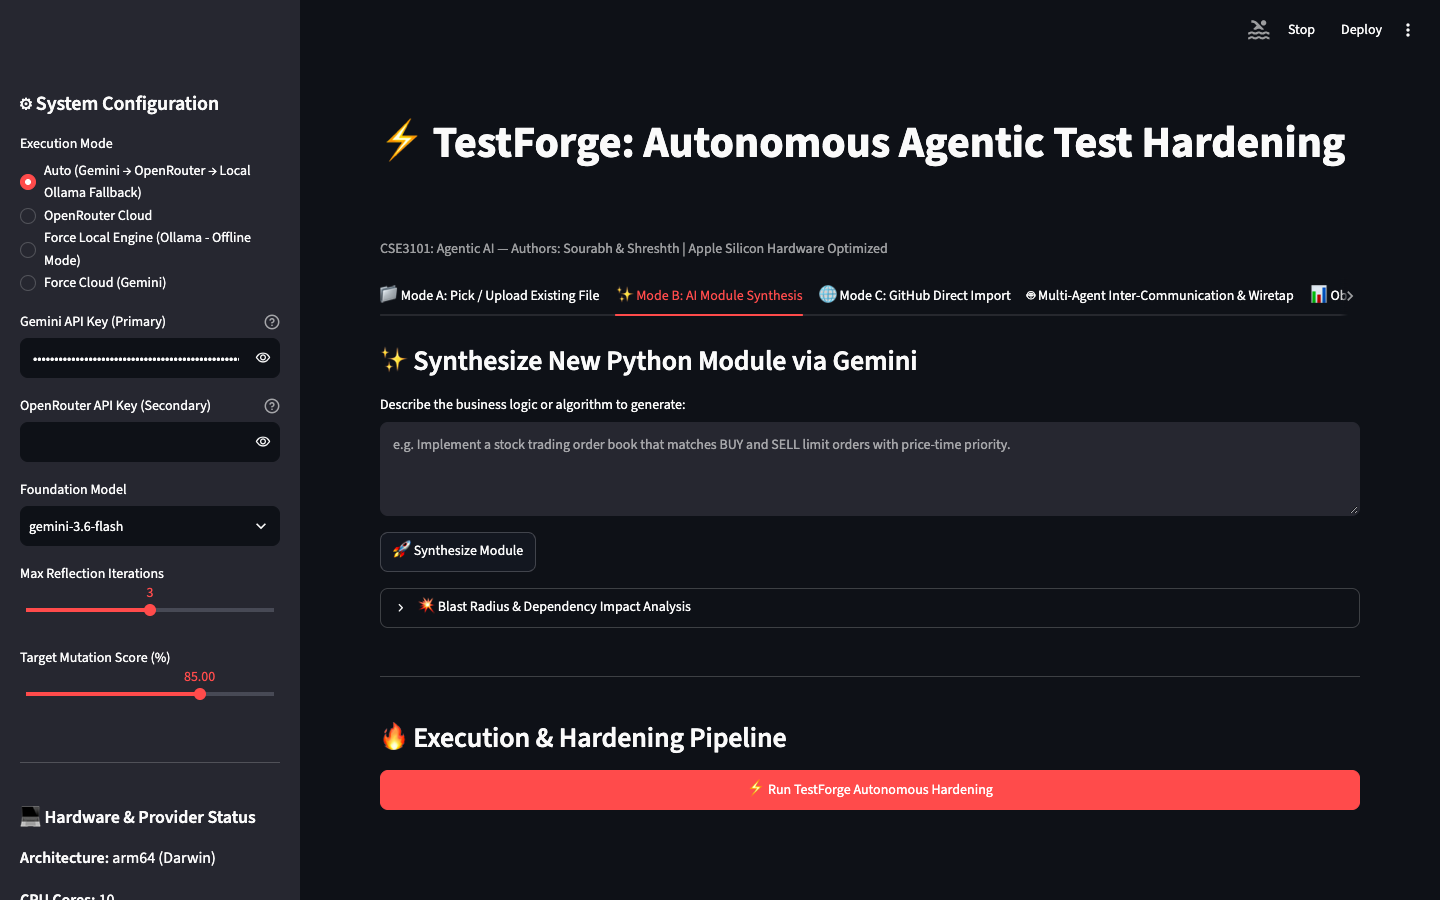 Stop
Deploy
System Configuration
Execution Mode
Auto (Gemini → OpenRouter → Local
Ollama Fallback)
OpenRouter Cloud
Force Local Engine (Ollama - Offline
Mode)
Force Cloud (Gemini)
Gemini API Key (Primary)
OpenRouter API Key (Secondary)
Foundation Model
gemini-3.6-flash
Max Reflection Iterations
3
Target Mutation Score (%)
85.00
Hardware & Provider Status
Architecture: arm64 (Darwin)
CPU Cores: 10
TestForge: Autonomous Agentic Test Hardening
CSE3101: Agentic AI — Authors: Sourabh & Shreshth | Apple Silicon Hardware Optimized
Mode A: Pick / Upload Existing File
Mode B: AI Module Synthesis
Mode C: GitHub Direct Import
Multi-Agent Inter-Communication & Wiretap
Synthesize New Python Module via Gemini
Describe the business logic or algorithm to generate:
e.g. Implement a stock trading order book that matches BUY and SELL limit orders with price-time priority.
Synthesize Module
Blast Radius & Dependency Impact Analysis
Execution & Hardening Pipeline
Run TestForge Autonomous Hardening